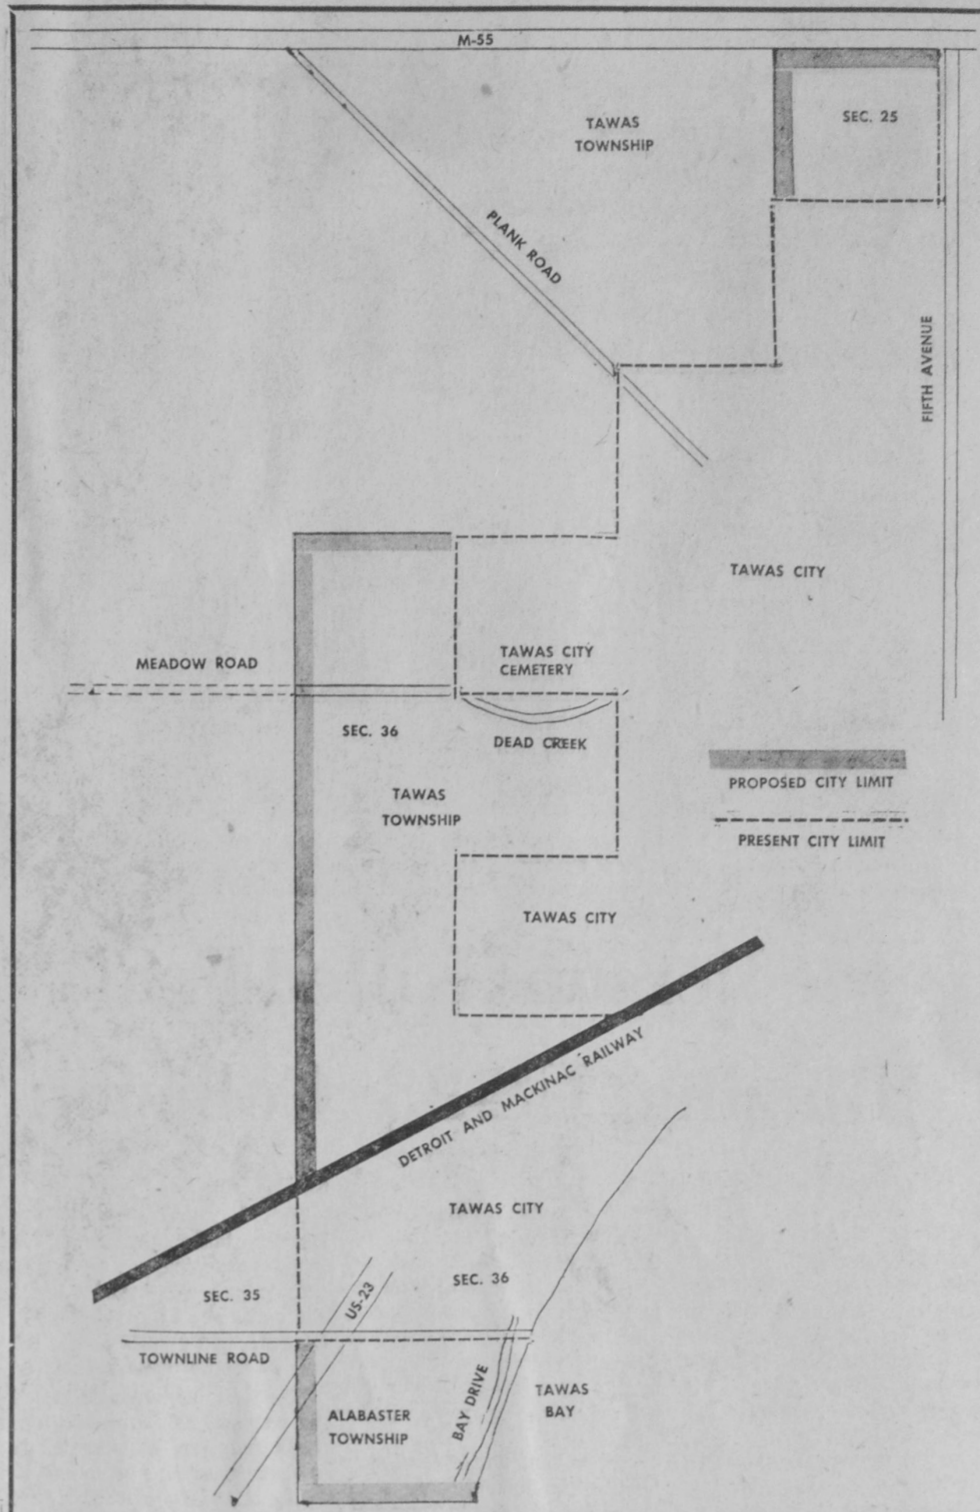 M-55
TAWAS
TOWNSHIP
SEC. 25
PLANK ROAD
FIFTH AVENUE
TAWAS CITY
MEADOW ROAD
TAWAS CITY
CEMETERY
SEC. 36
DEAD CREEK
TAWAS
TOWNSHIP
PROPOSED CITY LIMIT
PRESENT CITY LIMIT
TAWAS CITY
DETROIT AND MACKINAC RAILWAY
TAWAS CITY
SEC. 35
US-23
SEC. 36
TOWNLINE ROAD
ALABASTER
TOWNSHIP
BAY DRIVE
TAWAS
BAY